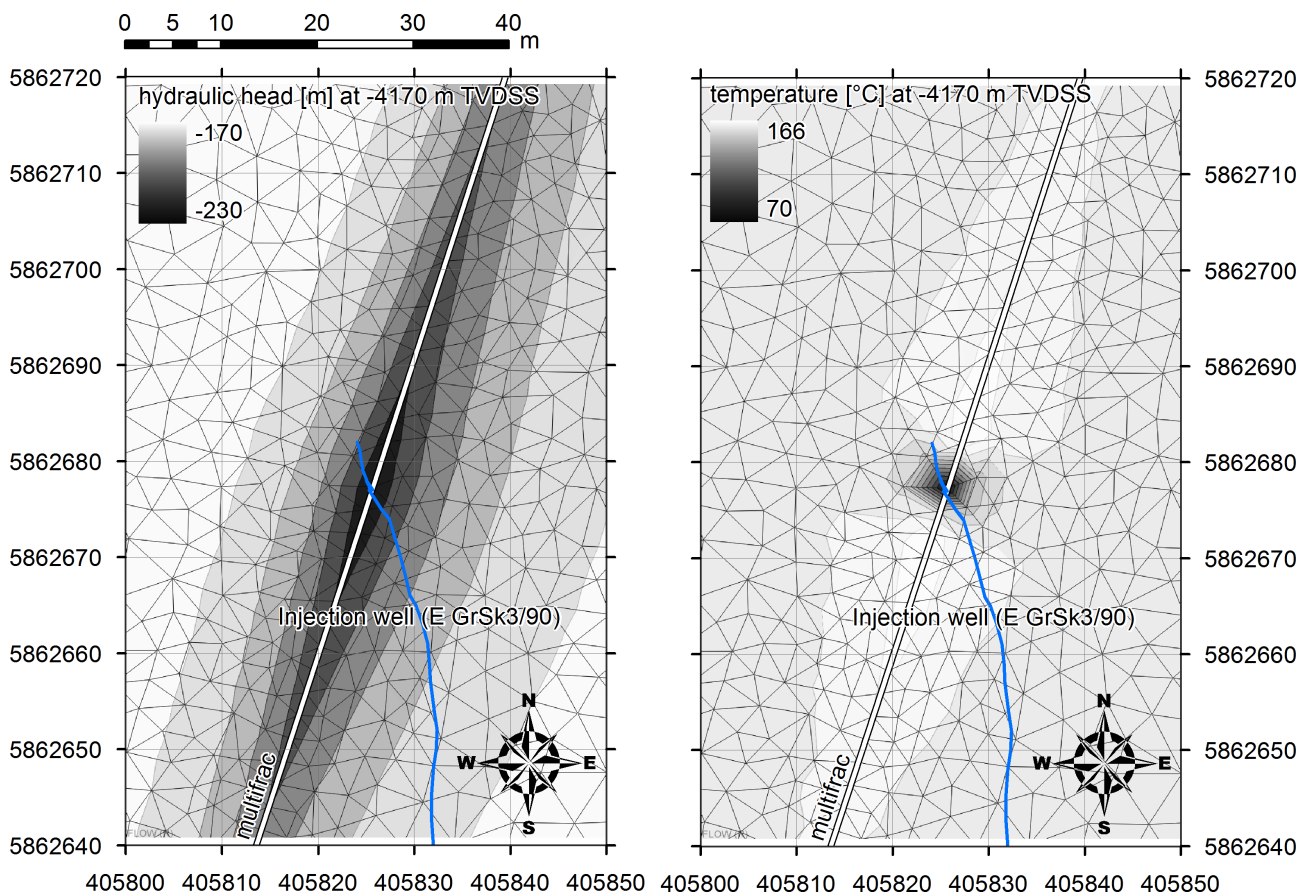 0 5 10 20 30 40
m
hydraulic head [m] at -4170 m TVDSS
-170
-230
5862720
5862710
5862700
5862690
5862680
5862670
5862660
5862650
5862640
Injection well (E GrSk3/90)
multifrac
N
W E
S
405800 405810 405820 405830 405840 405850
temperature [°C] at -4170 m TVDSS
166
70
Injection well (E GrSk3/90)
multifrac
N
W E
S
5862720
5862710
5862700
5862690
5862680
5862670
5862660
5862650
5862640
405800 405810 405820 405830 405840 405850